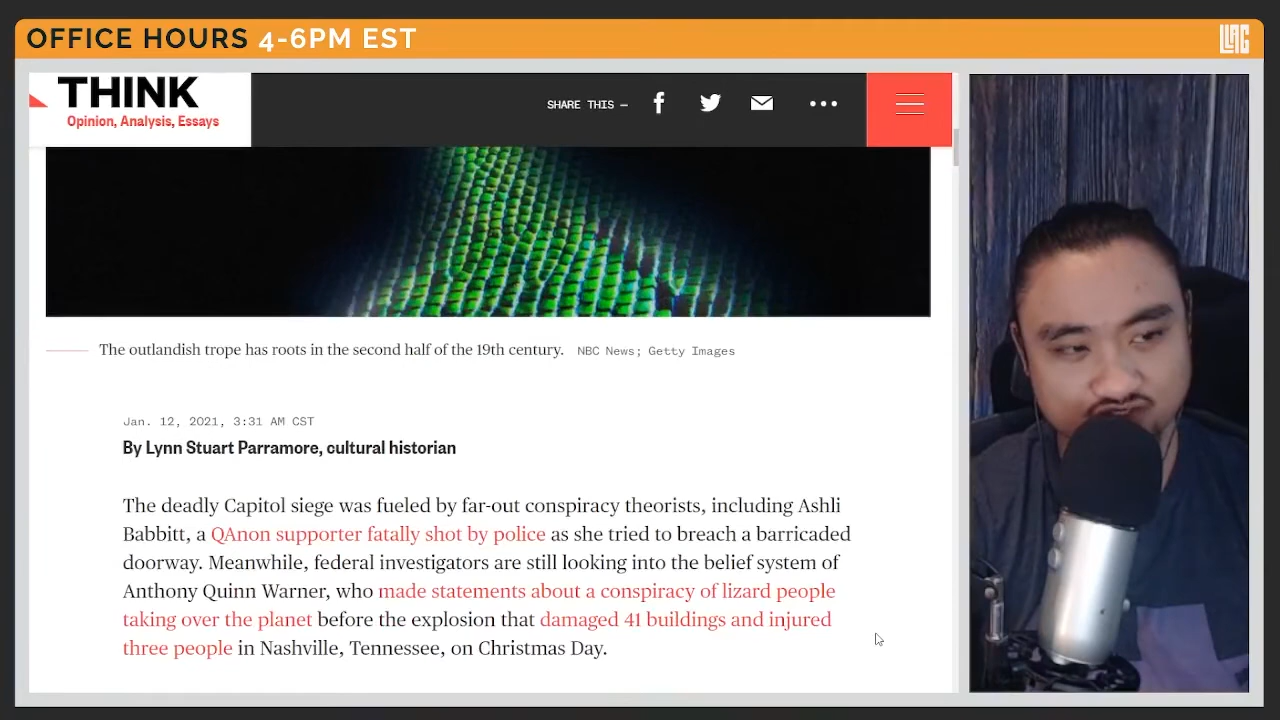 OFFICE HOURS 4-6PM EST
LLAG
THINK
Opinion, Analysis, Essays
SHARE THIS —
The outlandish trope has roots in the second half of the 19th century. NBC News; Getty Images
Jan. 12, 2021, 3:31 AM CST
By Lynn Stuart Parramore, cultural historian
The deadly Capitol siege was fueled by far-out conspiracy theorists, including Ashli
Babbitt, a QAnon supporter fatally shot by police as she tried to breach a barricaded
doorway. Meanwhile, federal investigators are still looking into the belief system of
Anthony Quinn Warner, who made statements about a conspiracy of lizard people
taking over the planet before the explosion that damaged 41 buildings and injured
three people in Nashville, Tennessee, on Christmas Day.